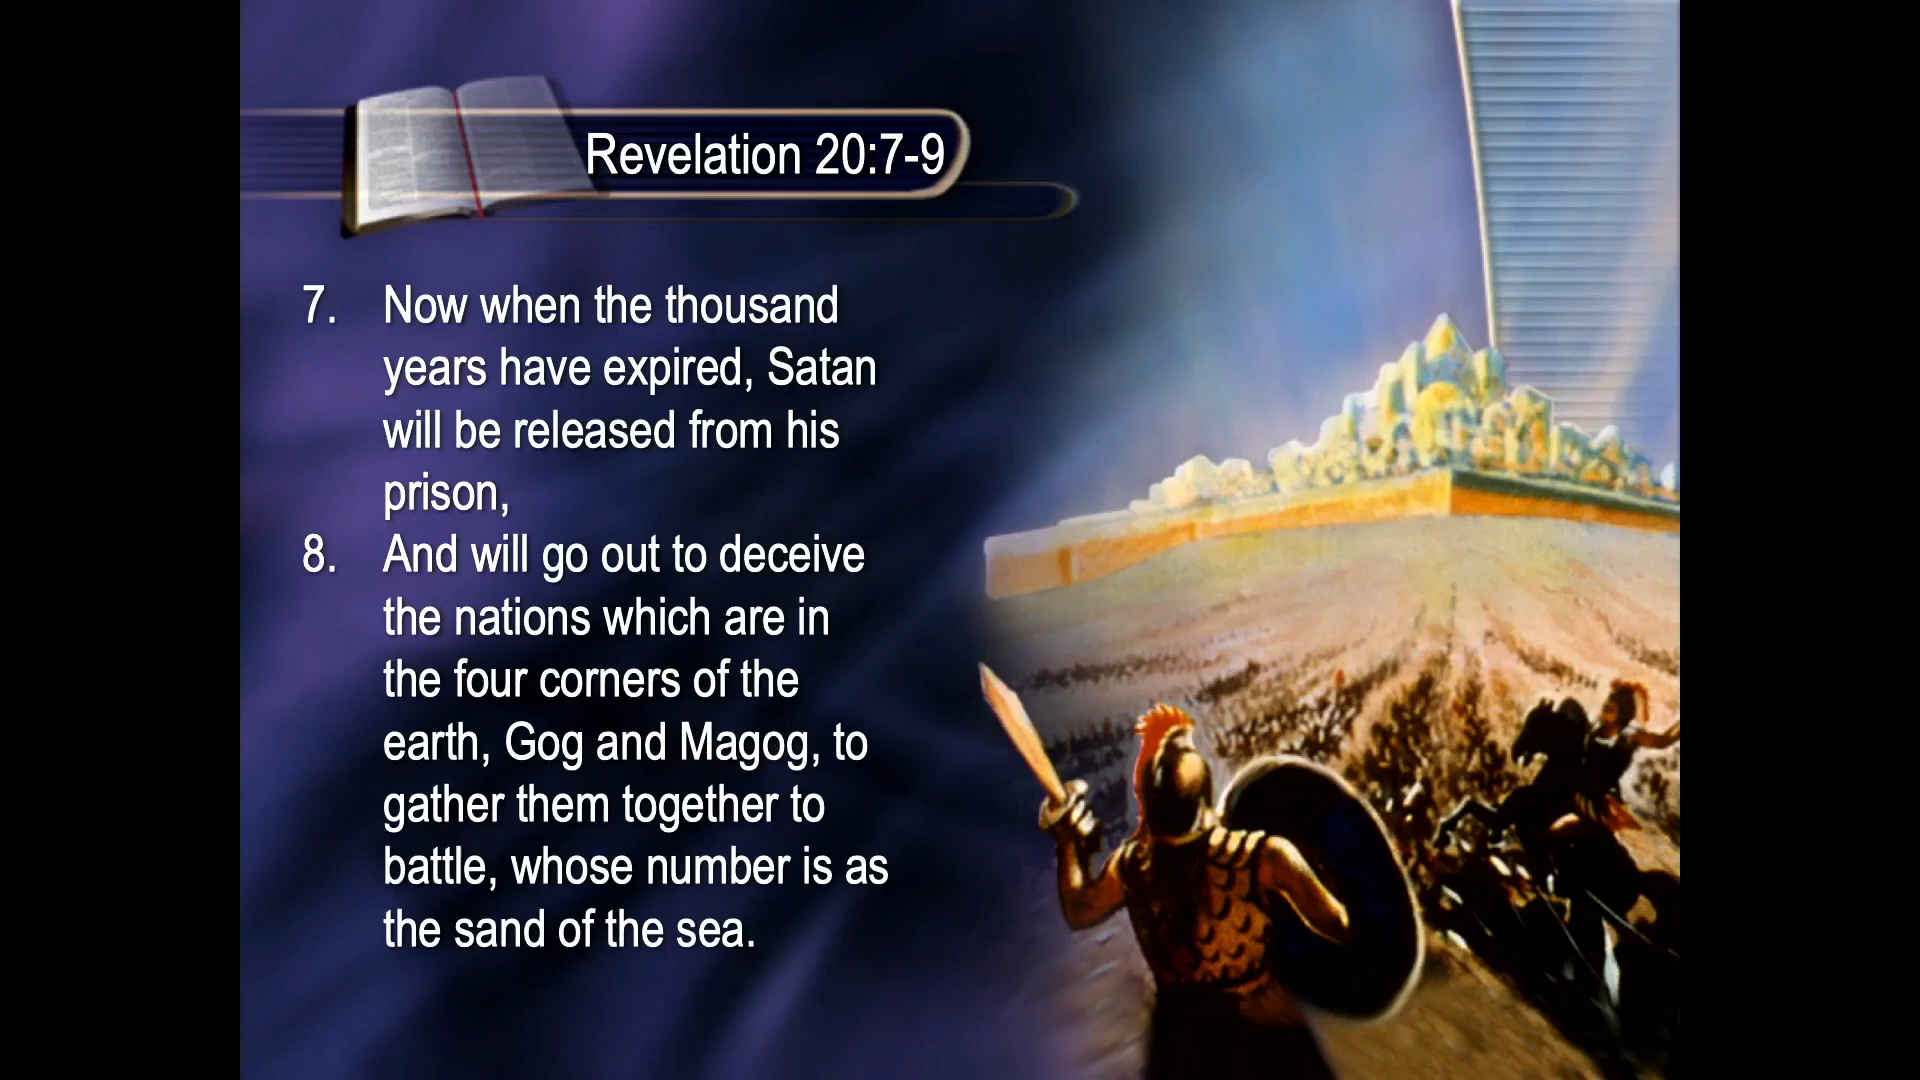 Revelation 20:7-9
7. Now when the thousand
years have expired, Satan
will be released from his
prison,
8. And will go out to deceive
the nations which are in
the four corners of the
earth, Gog and Magog, to
gather them together to
battle, whose number is as
the sand of the sea.